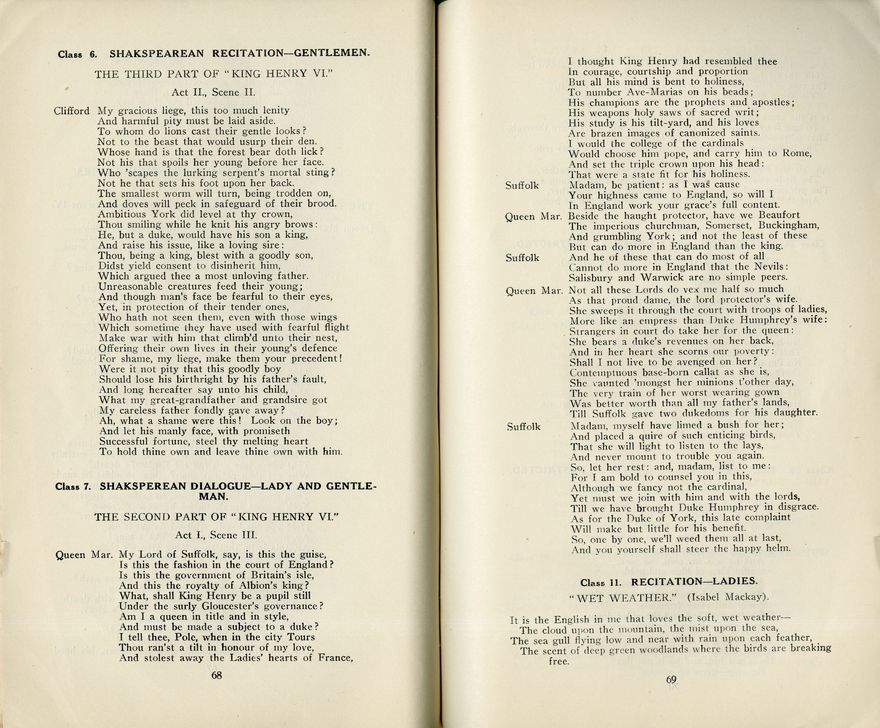 Class 6. SHAKSPEAREAN RECITATION—GENTLEMEN.
THE THIRD PART OF "KING HENRY VI."
Act II., Scene II.
Clifford My gracious liege, this too much lenity
And harmful pity must be laid aside.
To whom do lions cast their gentle looks?
Not to the beast that would usurp their den.
Whose hand is that the forest bear doth lick?
Not his that spoils her young before her face.
Who 'scapes the lurking serpent's mortal sting?
Not he that sets his foot upon her back.
The smallest worm will turn, being trodden on,
And doves will peck in safeguard of their brood.
Ambitious York did level at thy crown,
Thou smiling while he knit his angry brows:
He, but a duke, would have his son a king,
And raise his issue, like a loving sire:
Thou, being a king, blest with a goodly son,
Didst yield consent to disinherit him,
Which argued thee a most unloving father.
Unreasonable creatures feed their young;
And though man's face be fearful to their eyes,
Yet, in protection of their tender ones,
Who hath not seen them, even with those wings
Which sometime they have used with fearful flight
Make war with him that climb'd unto their nest,
Offering their own lives in their young's defence
For shame, my liege, make them your precedent!
Were it not pity that this goodly boy
Should lose his birthright by his father's fault,
And long hereafter say unto his child,
What my great-grandfather and grandsire got
My careless father fondly gave away?
Ah, what a shame were this! Look on the boy;
And let his manly face, with promiseth
Successful fortune, steel thy melting heart
To hold thine own and leave thine own with him.
Class 7. SHAKSPEREAN DIALOGUE—LADY AND GENTLE-
MAN.
THE SECOND PART OF "KING HENRY VI."
Act I., Scene III.
Queen Mar. My Lord of Suffolk, say, is this the guise,
Is this the fashion in the court of England?
Is this the government of Britain's isle,
And this the royalty of Albion's king?
What, shall King Henry be a pupil still
Under the surly Gloucester's governance?
Am I a queen in title and in style,
And must be made a subject to a duke?
I tell thee, Pole, when in the city Tours
Thou ran'st a tilt in honour of my love,
And stolest away the Ladies' hearts of France,
68
I thought King Henry had resembled thee
In courage, courtship and proportion
But all his mind is bent to holiness,
To number Ave-Marias on his beads;
His champions are the prophets and apostles;
His weapons holy saws of sacred writ;
His study is his tilt-yard, and his loves
Are brazen images of canonized saints.
I would the college of the cardinals
Would choose him pope, and carry him to Rome,
And set the triple crown upon his head:
That were a state fit for his holiness.
Suffolk Madam, be patient: as I was cause
Your highness came to England, so will I
In England work your grace's full content.
Queen Mar. Beside the haught protector, have we Beaufort
The imperious churchman, Somerset, Buckingham,
And grumbling York; and not the least of these
But can do more in England than the king.
Suffolk And he of these that can do most of all
Cannot do more in England that the Nevils:
Salisbury and Warwick are no simple peers.
Queen Mar. Not all these Lords do vex me half so much
As that proud dame, the lord protector's wife.
She sweeps it through the court with troops of ladies,
More like an empress than Duke Humphrey's wife:
Strangers in court do take her for the queen:
She bears a duke's revenues on her back,
And in her heart she scorns our poverty:
Shall I not live to be avenged on her?
Contemptuous base-born callat as she is,
She vaunted 'mongst her minions t'other day,
The very train of her worst wearing gown
Was better worth than all my father's lands,
Till Suffolk gave two dukedoms for his daughter.
Suffolk Madam, myself have limed a bush for her;
And placed a quire of such enticing birds,
That she will light to listen to the lays,
And never mount to trouble you again.
So, let her rest: and, madam, list to me:
For I am bold to counsel you in this,
Although we fancy not the cardinal,
Yet must we join with him and with the lords,
Till we have brought Duke Humphrey in disgrace.
As for the Duke of York, this late complaint
Will make but little for his benefit.
So, one by one, we'll weed them all at last,
And you yourself shall steer the happy helm.
Class 11. RECITATION—LADIES.
"WET WEATHER." (Isabel Mackay).
It is the English in me that loves the soft, wet weather—
The cloud upon the mountain, the mist upon the sea,
The sea gull flying low and near with rain upon each feather,
The scent of deep green woodlands where the birds are breaking
free.
69